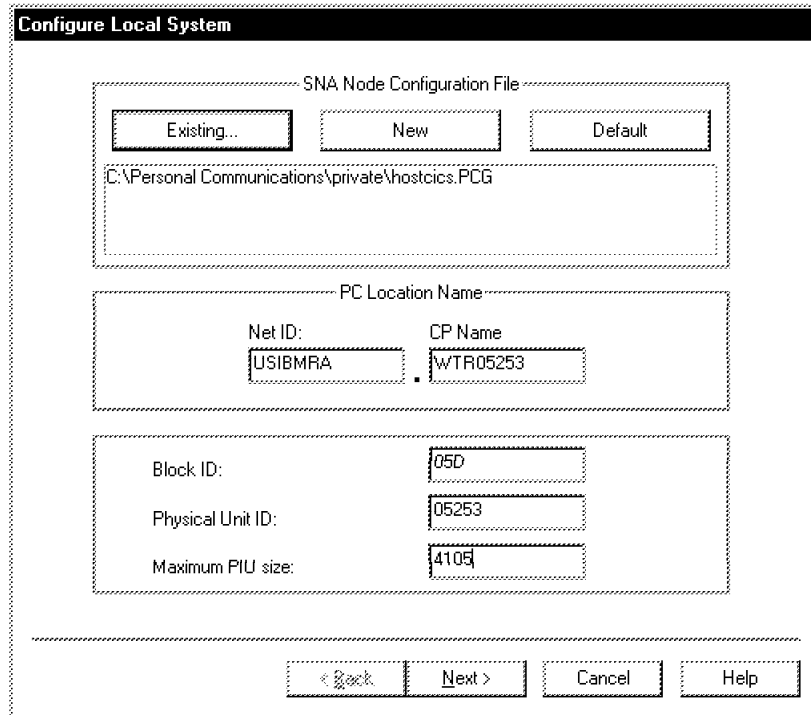 Configure Local System
SNA Node Configuration File
Existing... New Default
C:\Personal Communications\private\hostcics.PCG
PC Location Name
Net ID: CP Name
USIBMRA . WTR05253
Block ID: 05D
Physical Unit ID: 05253
Maximum PIU size: 4105
< Back Next > Cancel Help